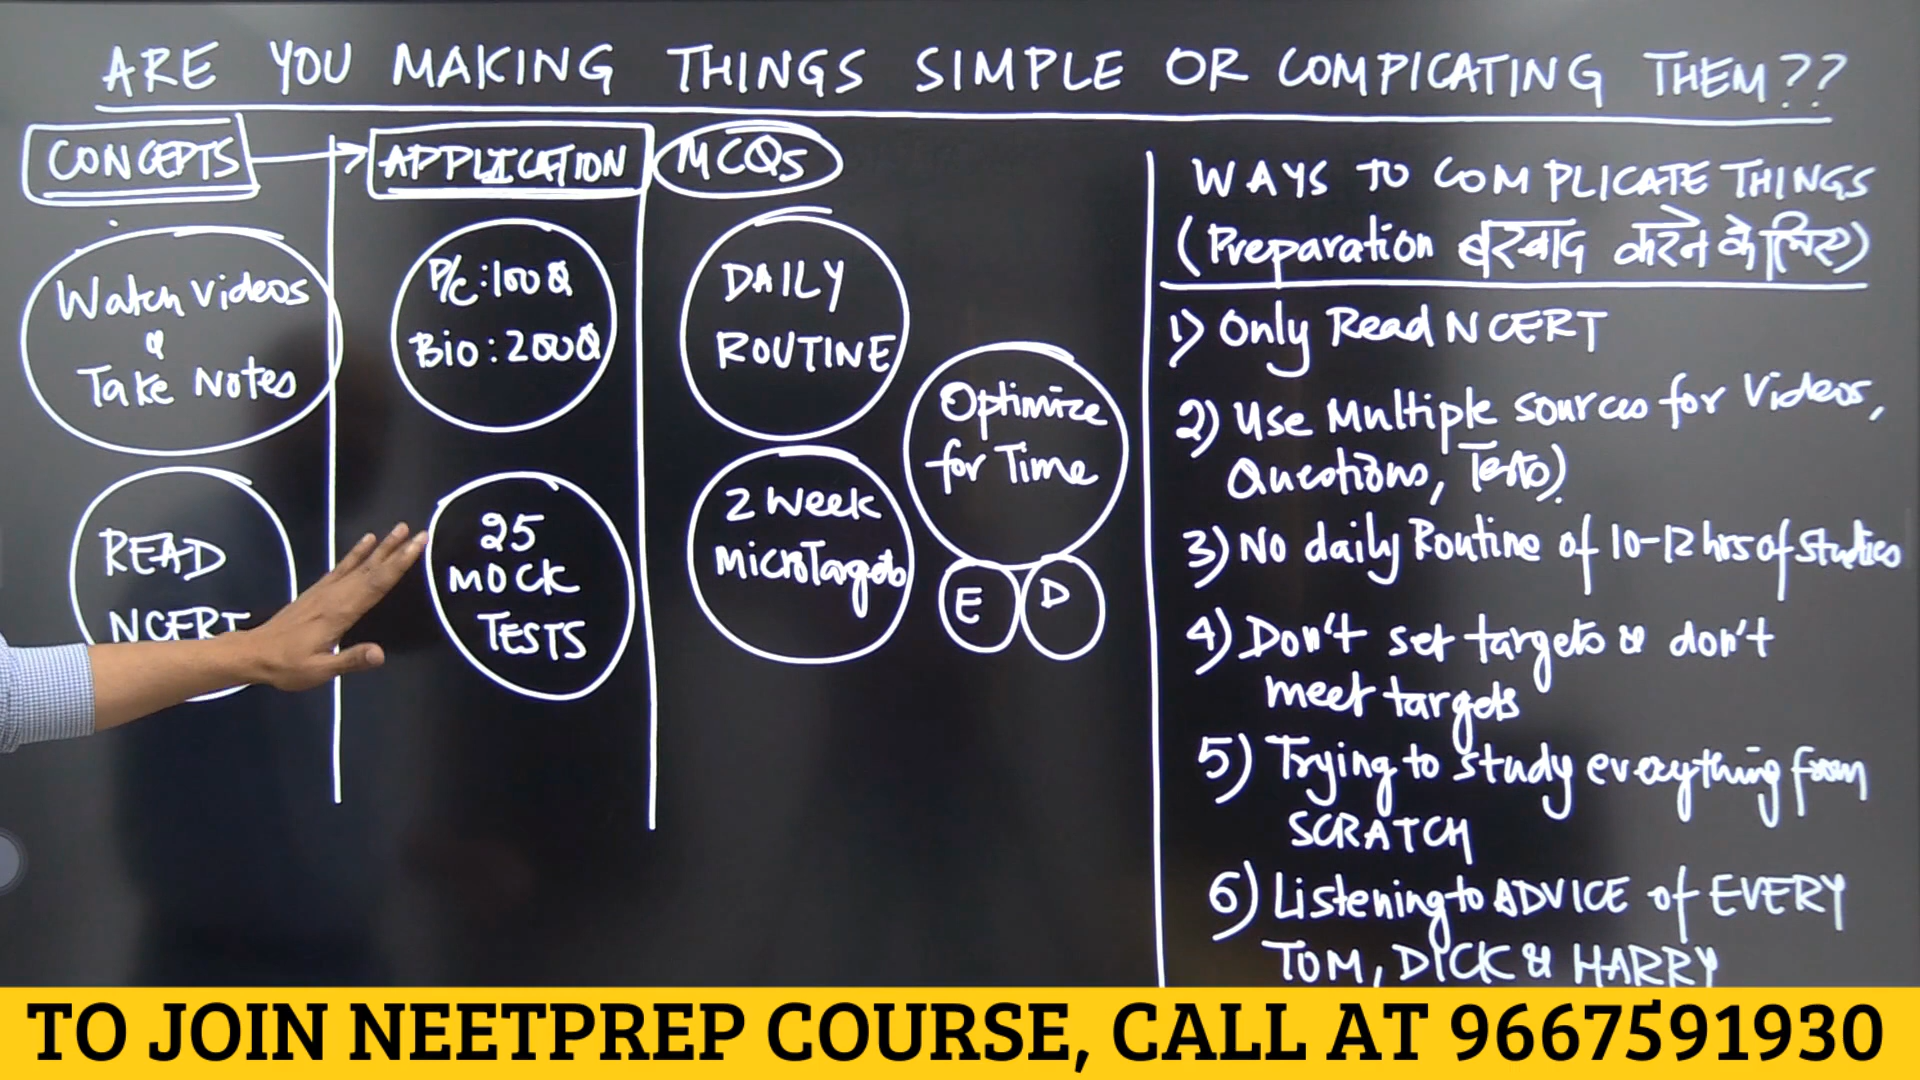 ARE YOU MAKING THINGS SIMPLE OR COMPICATING THEM??
CONCEPTS
APPLICATION
MCQs
Watch Videos
&
Take Notes
READ
NCERT
P/C : 100 Q
Bio : 200 Q
25
MOCK
TESTS
DAILY
ROUTINE
2 Week
MicroTargets
Optimize
for Time
E
D
WAYS TO COMPLICATE THINGS
(Preparation बरबाद करने के लिए)
1) Only Read NCERT
2) Use Multiple sources for Videos,
Questions, Tests)
3) No daily Routine of 10-12 hrs of studies
4) Don't set targets & don't
meet targets
5) Trying to study everything from
SCRATCH
6) Listening to ADVICE of EVERY
TOM, DICK & HARRY
TO JOIN NEETPREP COURSE, CALL AT 9667591930